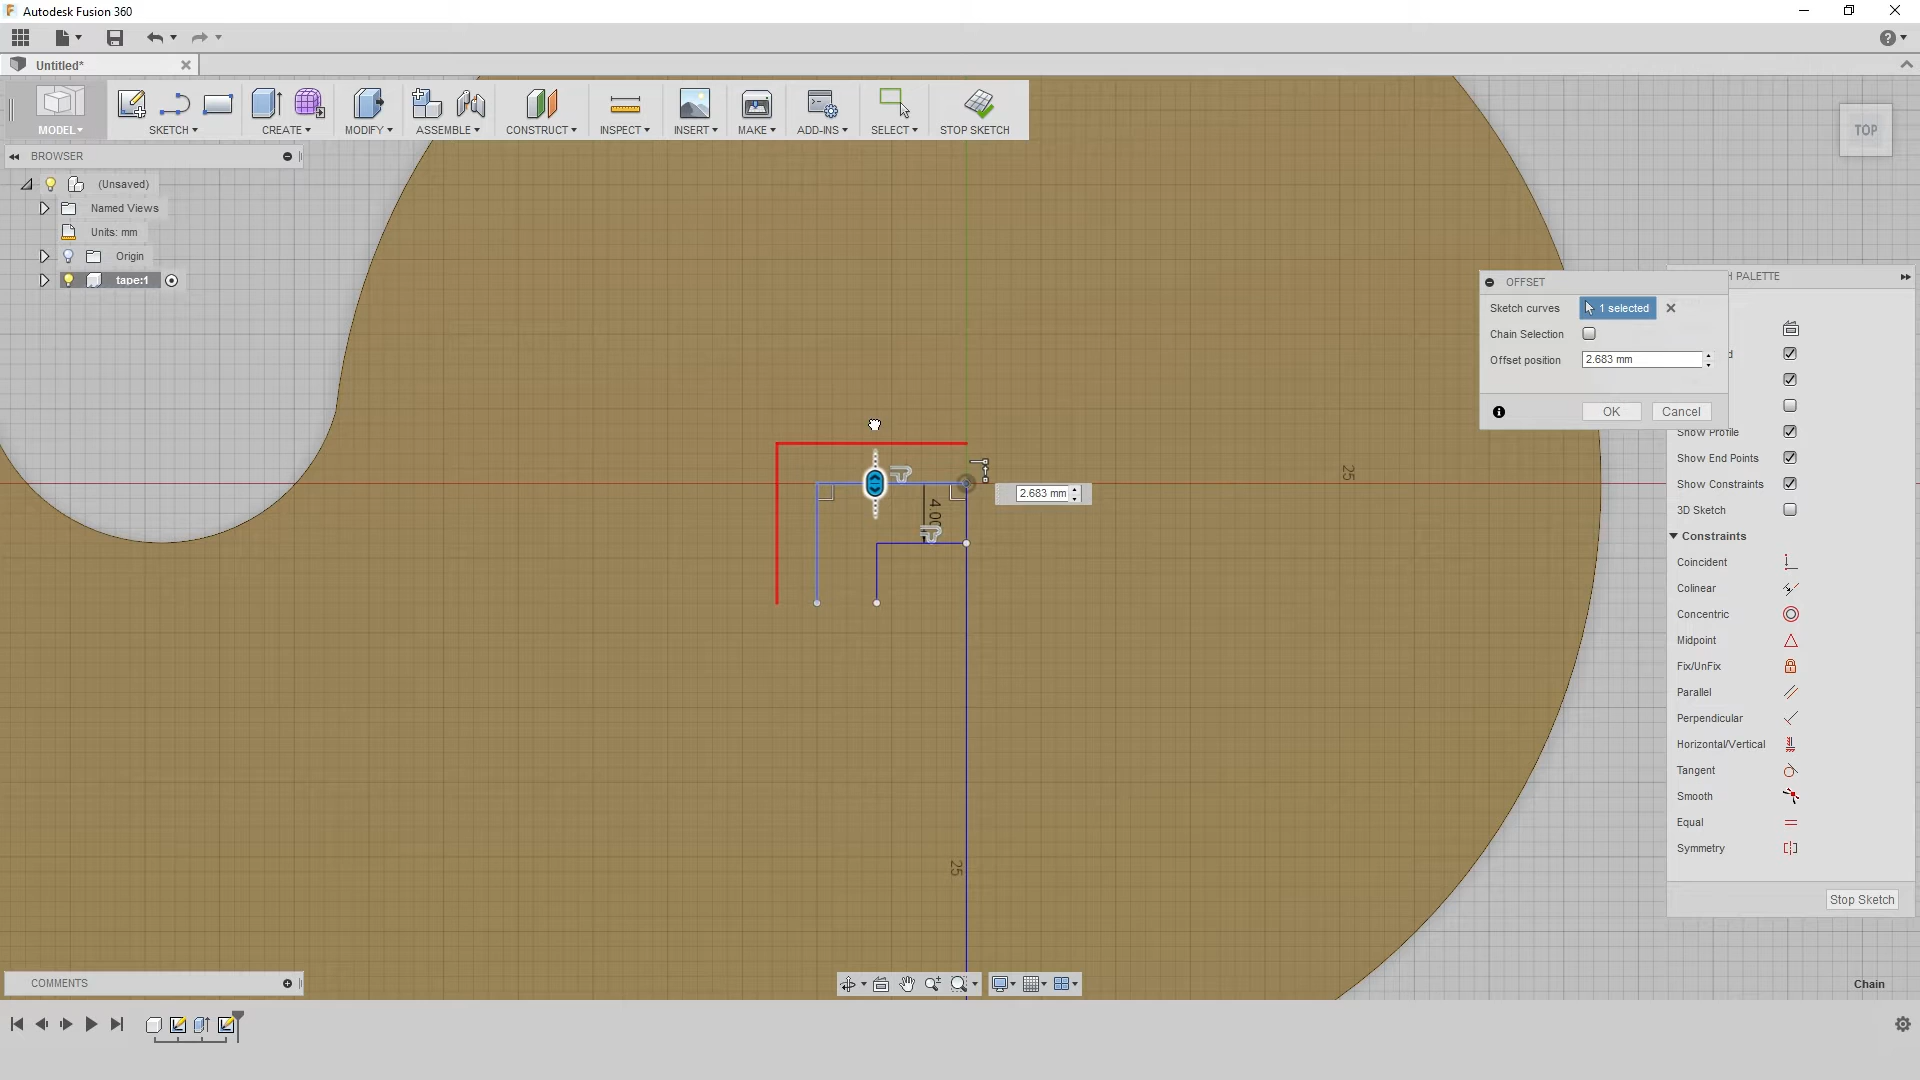 Autodesk Fusion 360
Untitled*
MODEL
SKETCH
CREATE
MODIFY
ASSEMBLE
CONSTRUCT
INSPECT
INSERT
MAKE
ADD-INS
SELECT
STOP SKETCH
TOP
BROWSER
(Unsaved)
Named Views
Units: mm
Origin
tape:1
OFFSET
Sketch curves
1 selected
Chain Selection
Offset position
2.683 mm
OK
Cancel
H PALETTE
d
Show Profile
Show End Points
Show Constraints
3D Sketch
Constraints
Coincident
Colinear
Concentric
Midpoint
Fix/UnFix
Parallel
Perpendicular
Horizontal/Vertical
Tangent
Smooth
Equal
Symmetry
Stop Sketch
25
2.683 mm
4.00
25
COMMENTS
Chain